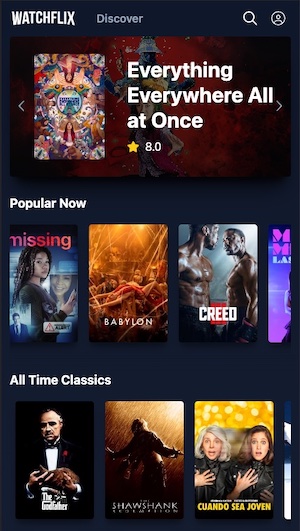 WATCHFLIX Discover
Everything
Everywhere All
at Once
8.0
Popular Now
missing
BABYLON
CREED
All Time Classics
The
Godfather
THE
SHAWSHANK
REDEMPTION
CUANDO SEA JOVEN